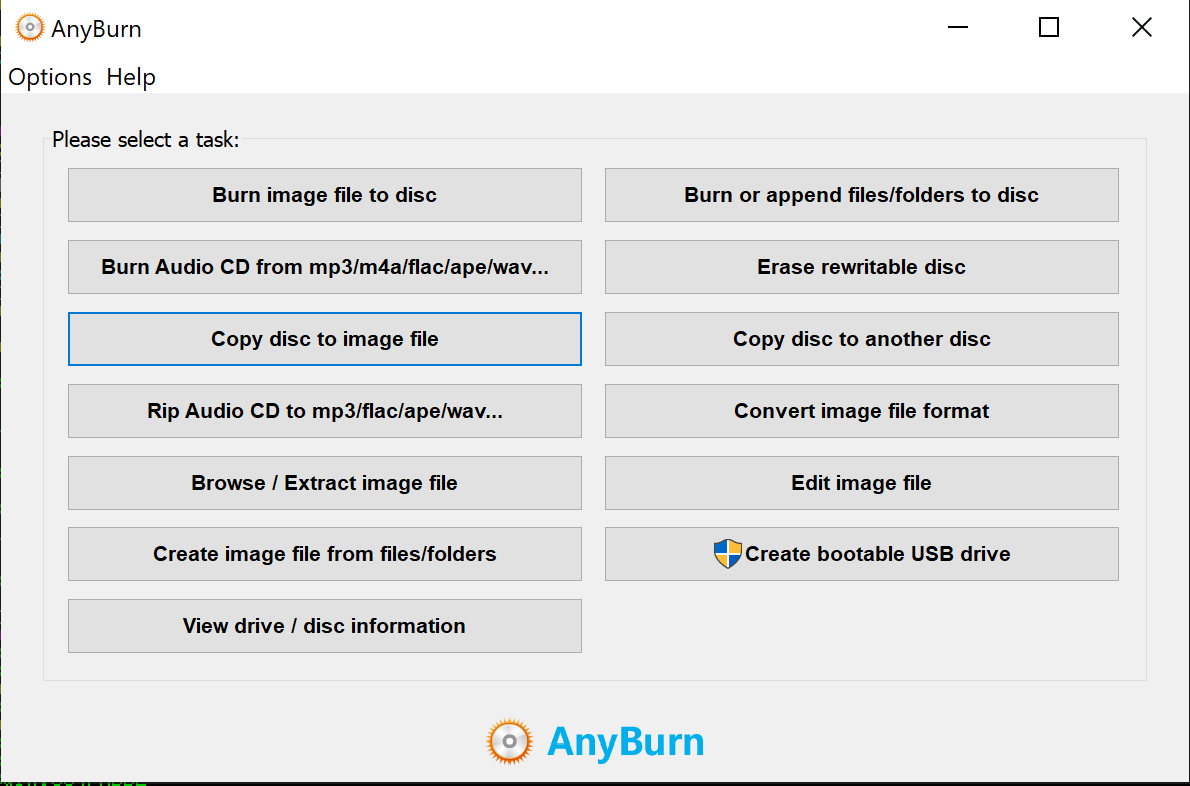 AnyBurn
Options Help
Please select a task:
Burn image file to disc
Burn or append files/folders to disc
Burn Audio CD from mp3/m4a/flac/ape/wav...
Erase rewritable disc
Copy disc to image file
Copy disc to another disc
Rip Audio CD to mp3/flac/ape/wav...
Convert image file format
Browse / Extract image file
Edit image file
Create image file from files/folders
Create bootable USB drive
View drive / disc information
AnyBurn